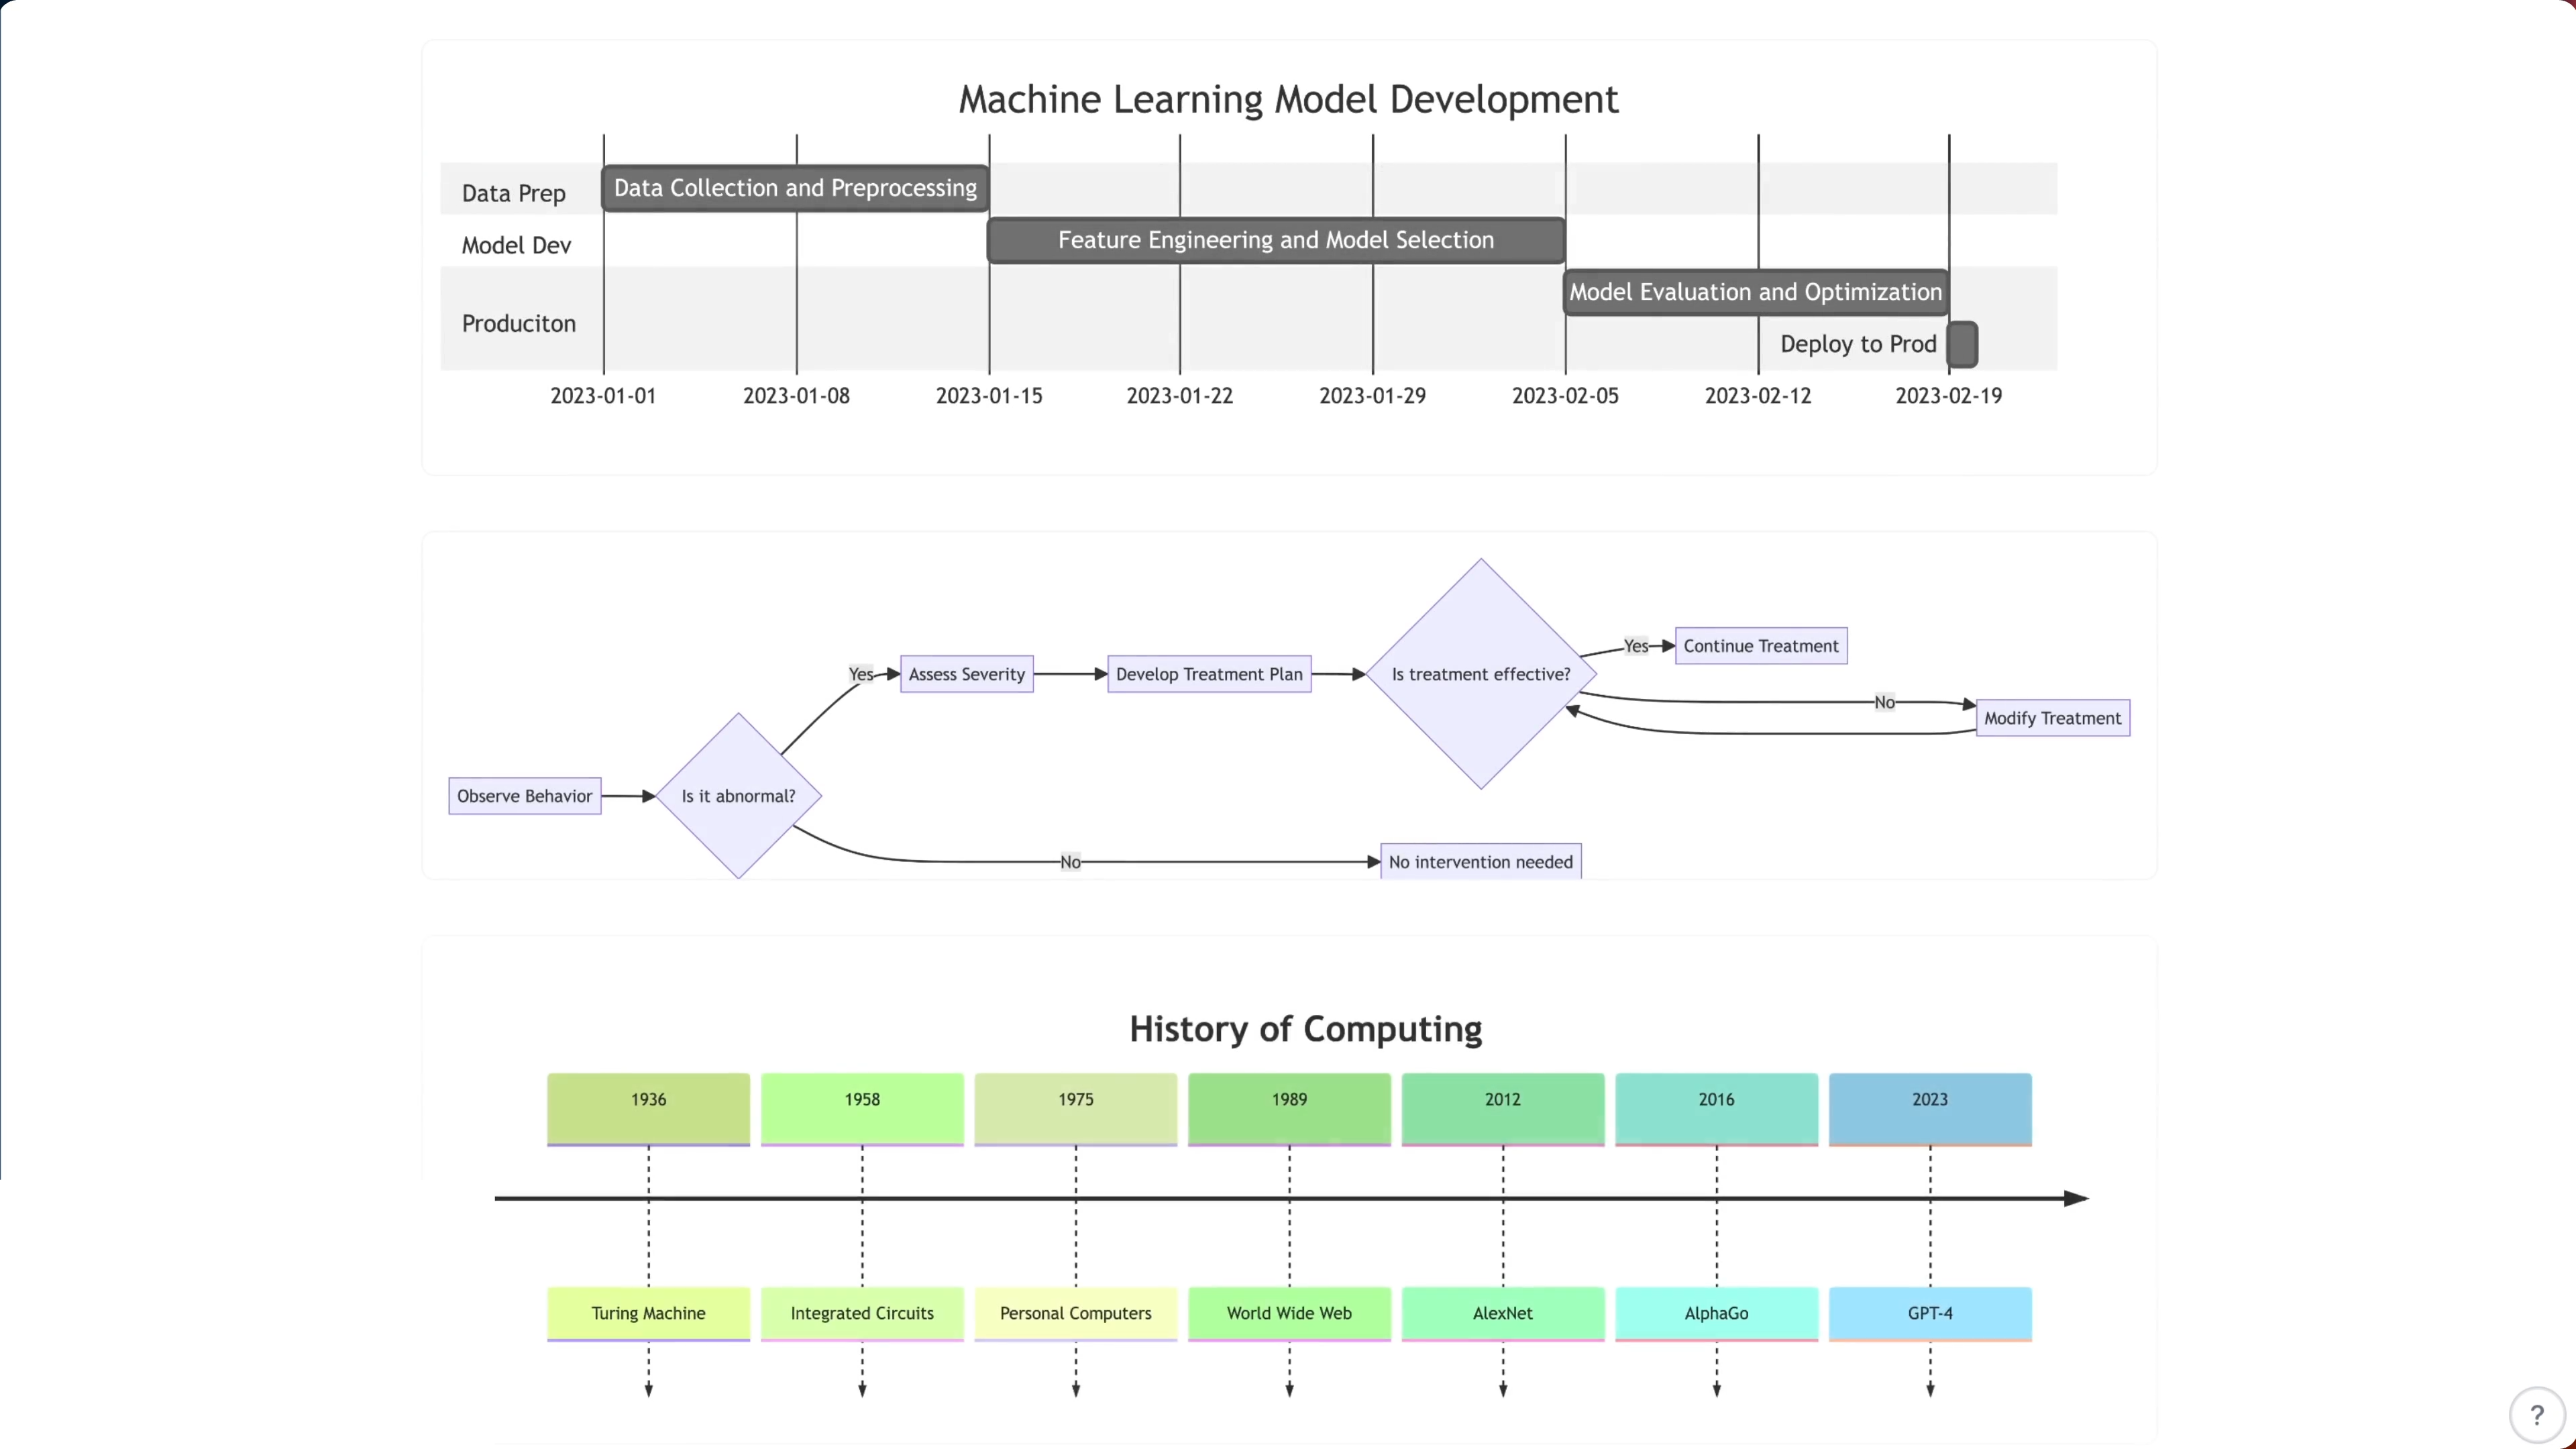 Machine Learning Model Development
Data Prep
Data Collection and Preprocessing
Model Dev
Feature Engineering and Model Selection
Produciton
Model Evaluation and Optimization
Deploy to Prod
2023-01-01 2023-01-08 2023-01-15 2023-01-22 2023-01-29 2023-02-05 2023-02-12 2023-02-19
Observe Behavior
Is it abnormal?
Yes
Assess Severity
Develop Treatment Plan
Is treatment effective?
Yes
Continue Treatment
No
Modify Treatment
No
No intervention needed
History of Computing
1936 1958 1975 1989 2012 2016 2023
Turing Machine Integrated Circuits Personal Computers World Wide Web AlexNet AlphaGo GPT-4
?